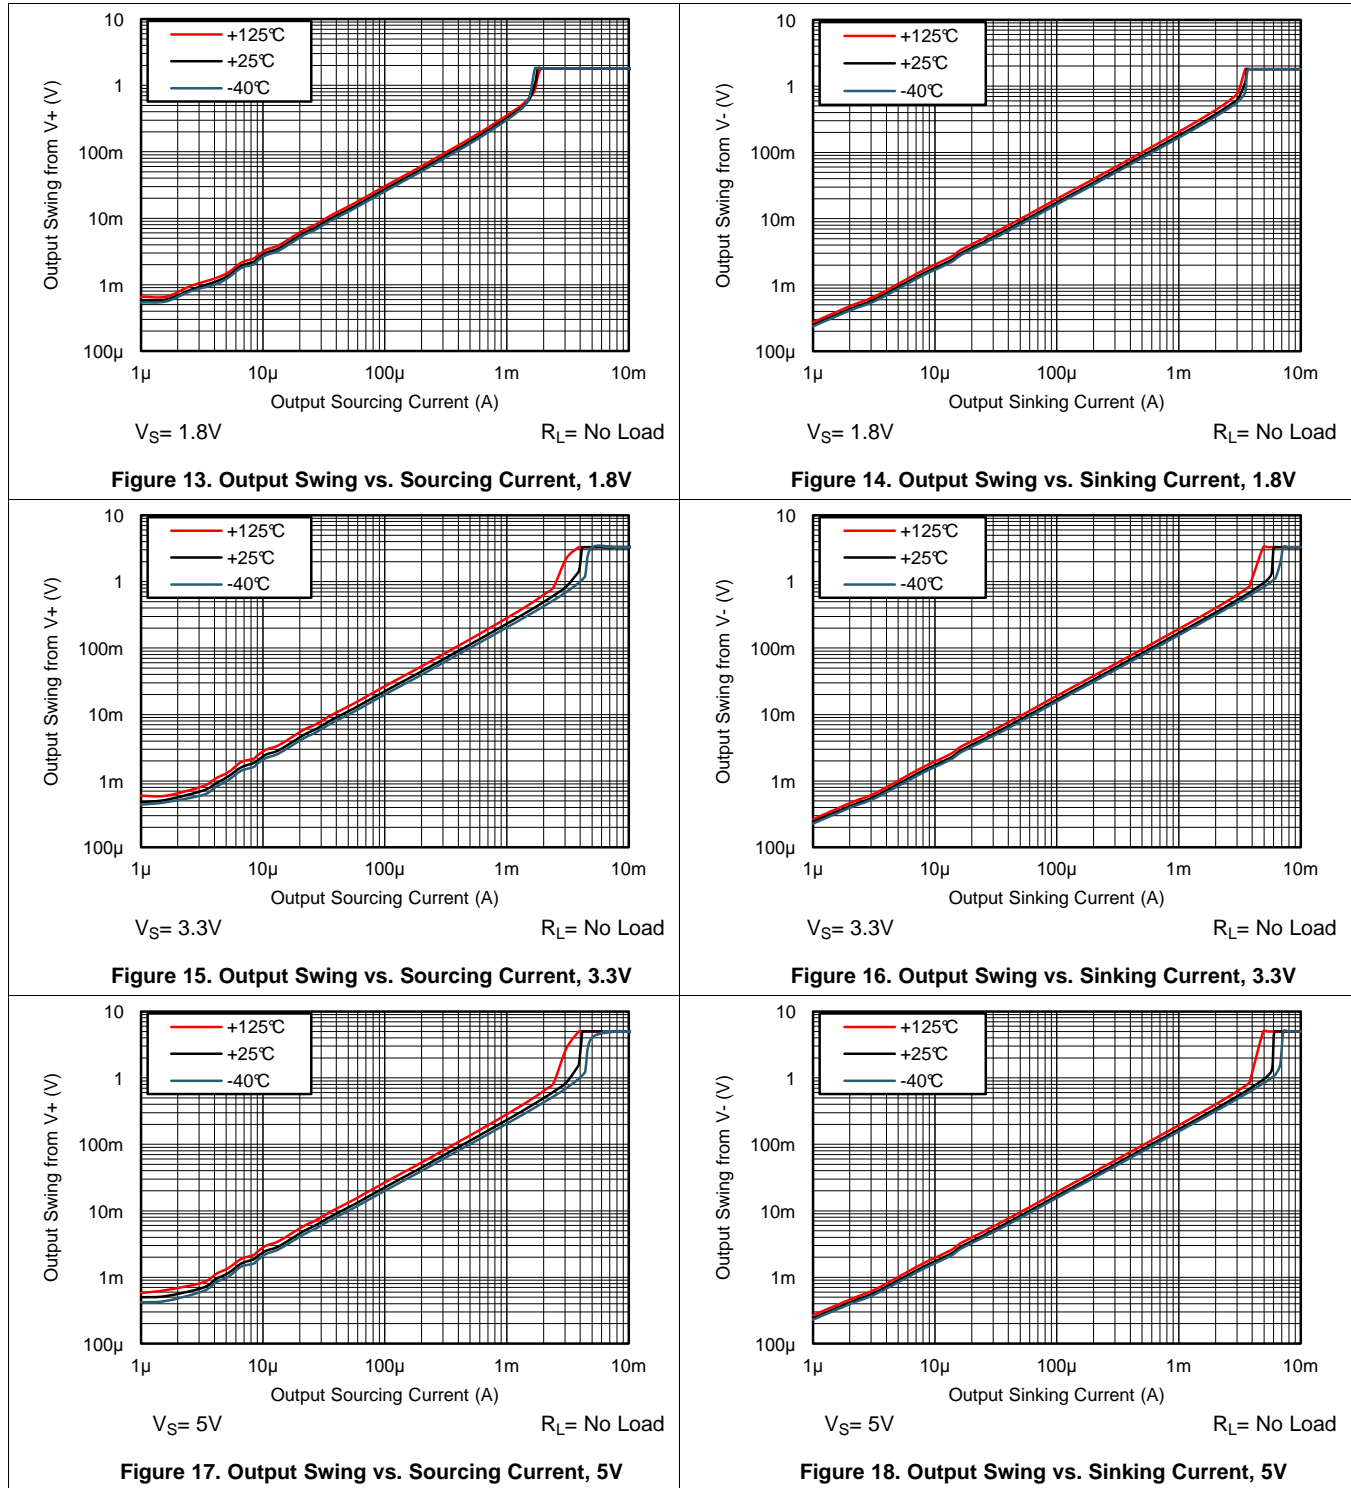 10
1
100m
10m
1m
100µ
Output Swing from V+ (V)
+125°C
+25°C
-40°C
1µ 10µ 100µ 1m 10m
Output Sourcing Current (A)
VS= 1.8V RL= No Load
Figure 13. Output Swing vs. Sourcing Current, 1.8V
10
1
100m
10m
1m
100µ
Output Swing from V- (V)
+125°C
+25°C
-40°C
1µ 10µ 100µ 1m 10m
Output Sinking Current (A)
VS= 1.8V RL= No Load
Figure 14. Output Swing vs. Sinking Current, 1.8V
10
1
100m
10m
1m
100µ
Output Swing from V+ (V)
+125°C
+25°C
-40°C
1µ 10µ 100µ 1m 10m
Output Sourcing Current (A)
VS= 3.3V RL= No Load
Figure 15. Output Swing vs. Sourcing Current, 3.3V
10
1
100m
10m
1m
100µ
Output Swing from V- (V)
+125°C
+25°C
-40°C
1µ 10µ 100µ 1m 10m
Output Sinking Current (A)
VS= 3.3V RL= No Load
Figure 16. Output Swing vs. Sinking Current, 3.3V
10
1
100m
10m
1m
100µ
Output Swing from V+ (V)
+125°C
+25°C
-40°C
1µ 10µ 100µ 1m 10m
Output Sourcing Current (A)
VS= 5V RL= No Load
Figure 17. Output Swing vs. Sourcing Current, 5V
10
1
100m
10m
1m
100µ
Output Swing from V- (V)
+125°C
+25°C
-40°C
1µ 10µ 100µ 1m 10m
Output Sinking Current (A)
VS= 5V RL= No Load
Figure 18. Output Swing vs. Sinking Current, 5V